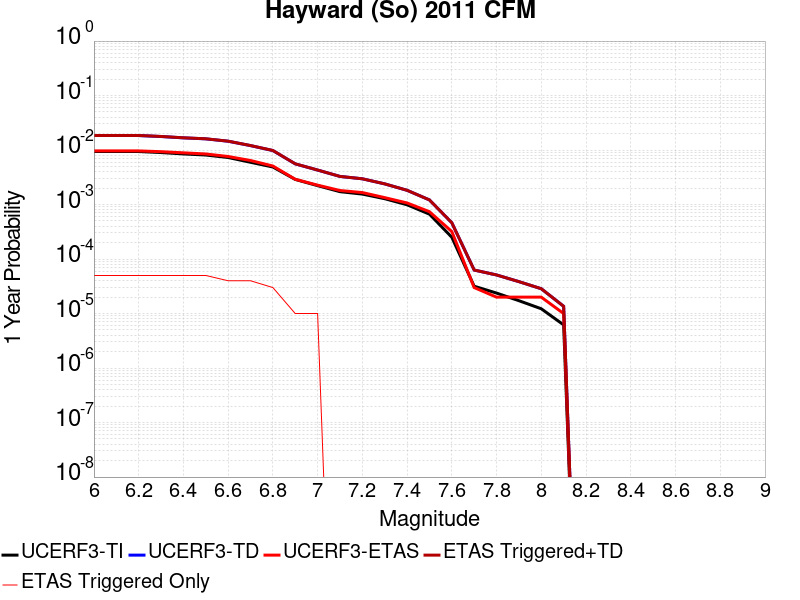 Hayward (So) 2011 CFM
10^0
10^-1
10^-2
10^-3
10^-4
10^-5
10^-6
10^-7
10^-8
1 Year Probability
6 6.2 6.4 6.6 6.8 7 7.2 7.4 7.6 7.8 8 8.2 8.4 8.6 8.8 9
Magnitude
UCERF3-TI UCERF3-TD UCERF3-ETAS ETAS Triggered+TD
ETAS Triggered Only